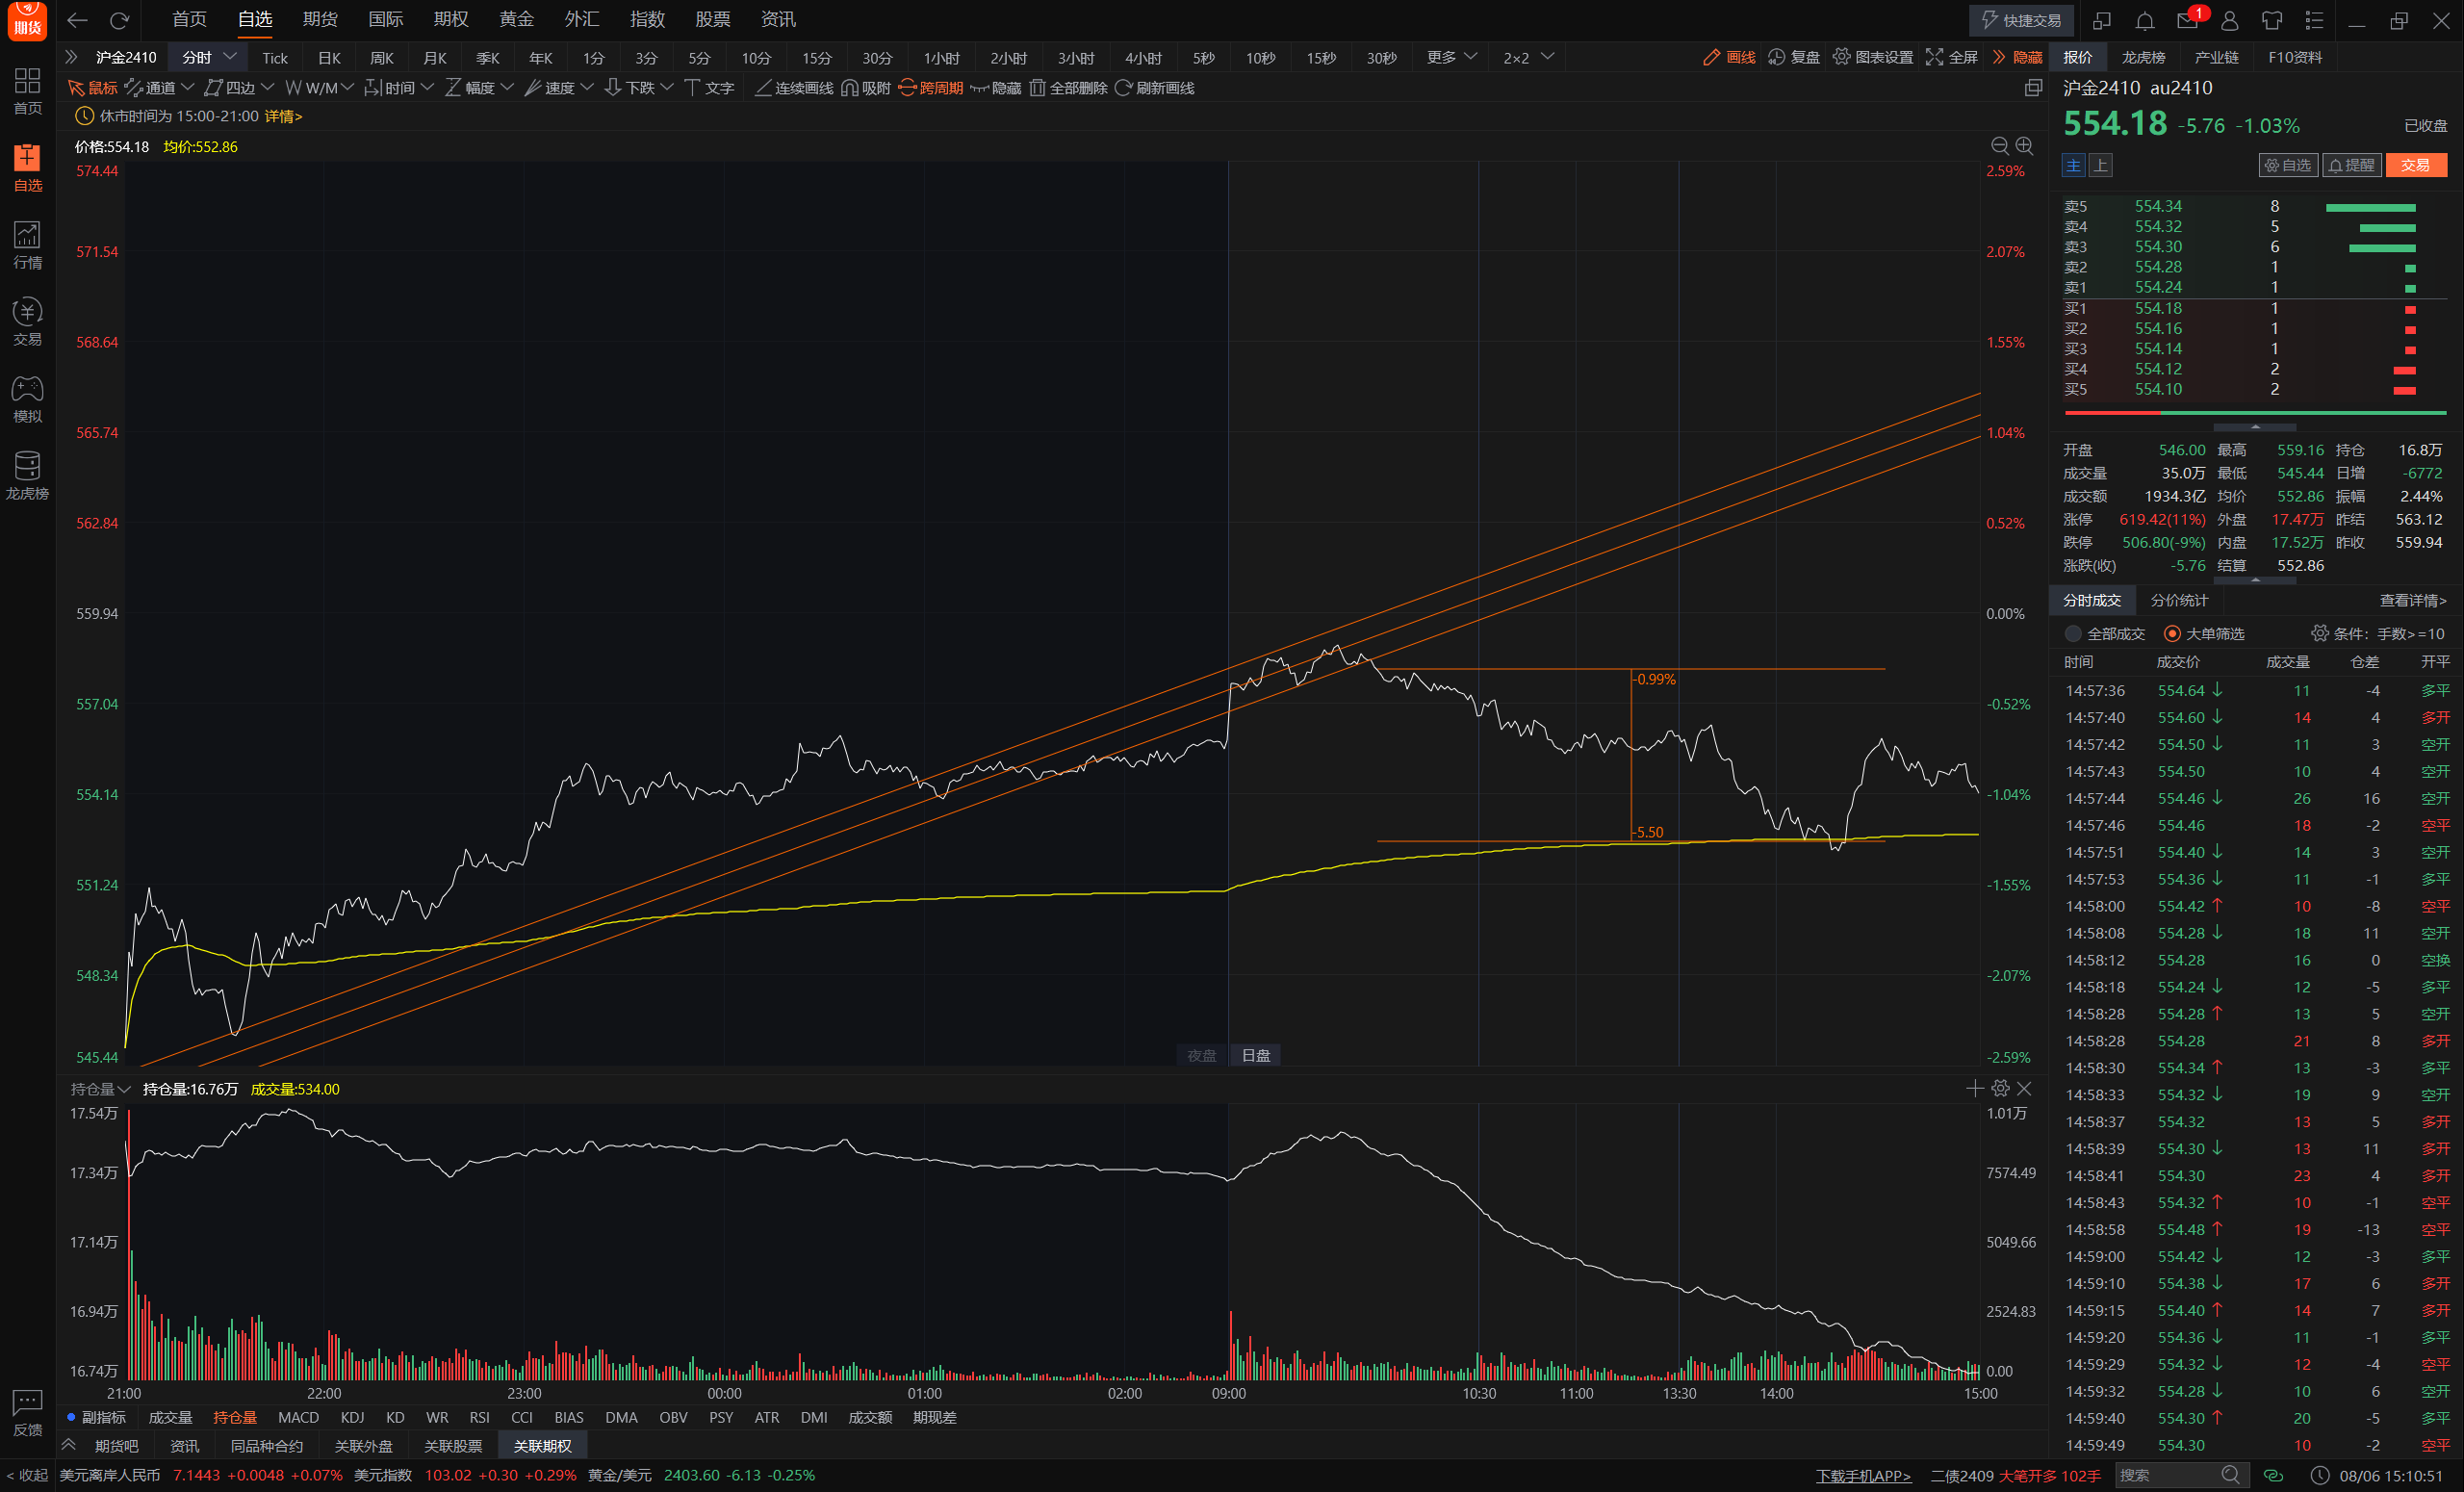 期货 首页 自选 期货 国际 期权 黄金 外汇 指数 股票 资讯 快捷交易 1
沪金2410 分时 Tick 日K 周K 月K 季K 年K 1分 3分 5分 10分 15分 30分 1小时 2小时 3小时 4小时 5秒 10秒 15秒 30秒 更多 2×2 画线 复盘 图表设置 全屏 隐藏 报价 龙虎榜 产业链 F10资料
鼠标 通道 四边 W/M 时间 幅度 速度 下跌 文字 连续画线 吸附 跨周期 隐藏 全部删除 刷新画线
休市时间为 15:00-21:00 详情>
价格:554.18 均价:552.86
首页
自选
行情
交易
模拟
龙虎榜
反馈
574.44 2.59%
571.54 2.07%
568.64 1.55%
565.74 1.04%
562.84 0.52%
559.94 0.00%
557.04 -0.52%
554.14 -1.04%
551.24 -1.55%
548.34 -2.07%
545.44 -2.59%
-0.99%
-5.50
夜盘 日盘
持仓量 持仓量:16.76万 成交量:534.00
17.54万 1.01万
17.34万 7574.49
17.14万 5049.66
16.94万 2524.83
16.74万 0.00
21:00 22:00 23:00 00:00 01:00 02:00 09:00 10:30 11:00 13:30 14:00 15:00
副指标 成交量 持仓量 MACD KDJ KD WR RSI CCI BIAS DMA OBV PSY ATR DMI 成交额 期现差
期货吧 资讯 同品种合约 关联外盘 关联股票 关联期权
沪金2410 au2410
554.18 -5.76 -1.03% 已收盘
主 上 自选 提醒 交易
卖5 554.34 8
卖4 554.32 5
卖3 554.30 6
卖2 554.28 1
卖1 554.24 1
买1 554.18 1
买2 554.16 1
买3 554.14 1
买4 554.12 2
买5 554.10 2
开盘 546.00 最高 559.16 持仓 16.8万
成交量 35.0万 最低 545.44 日增 -6772
成交额 1934.3亿 均价 552.86 振幅 2.44%
涨停 619.42(11%) 外盘 17.47万 昨结 563.12
跌停 506.80(-9%) 内盘 17.52万 昨收 559.94
涨跌(收) -5.76 结算 552.86
分时成交 分价统计 查看详情>
全部成交 大单筛选 条件：手数>=10
时间 成交价 成交量 仓差 开平
14:57:36 554.64 ↓ 11 -4 多平
14:57:40 554.60 ↓ 14 4 多开
14:57:42 554.50 ↓ 11 3 空开
14:57:43 554.50 10 4 空开
14:57:44 554.46 ↓ 26 16 空开
14:57:46 554.46 18 -2 空平
14:57:51 554.40 ↓ 14 3 空开
14:57:53 554.36 ↓ 11 -1 多平
14:58:00 554.42 ↑ 10 -8 空平
14:58:08 554.28 ↓ 18 11 空开
14:58:12 554.28 16 0 空换
14:58:18 554.24 ↓ 12 -5 多平
14:58:28 554.28 ↑ 13 5 空开
14:58:28 554.28 21 8 多开
14:58:30 554.34 ↑ 13 -3 多平
14:58:33 554.32 ↓ 19 9 空开
14:58:37 554.32 13 5 多开
14:58:39 554.30 ↓ 13 11 多开
14:58:41 554.30 23 4 多开
14:58:43 554.32 ↑ 10 -1 空平
14:58:58 554.48 ↑ 19 -13 空平
14:59:00 554.42 ↓ 12 -3 多平
14:59:10 554.38 ↓ 17 6 多开
14:59:15 554.40 ↑ 14 7 多开
14:59:20 554.36 ↓ 11 -1 多平
14:59:29 554.32 ↓ 12 -4 空平
14:59:32 554.28 ↓ 10 6 空开
14:59:40 554.30 ↑ 20 -5 多平
14:59:49 554.30 10 -2 空平
< 收起 美元离岸人民币 7.1443 +0.0048 +0.07% 美元指数 103.02 +0.30 +0.29% 黄金/美元 2403.60 -6.13 -0.25% 下载手机APP> 二债2409 大笔开多 102手 搜索 08/06 15:10:51